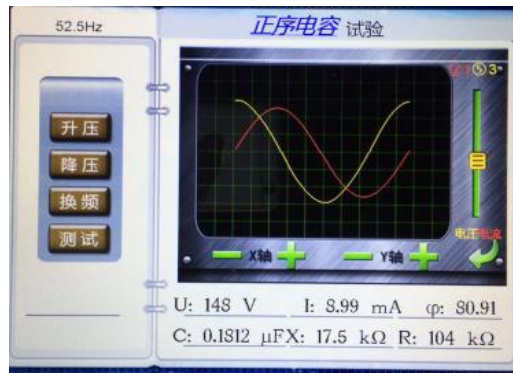 52.5Hz
正序电容 试验
升压
降压
换频
测试
电压电流
X轴 Y轴
U: 148 V I: 8.99 mA φ: 80.91
C: 0.1812 μF X: 17.5 kΩ R: 104 kΩ